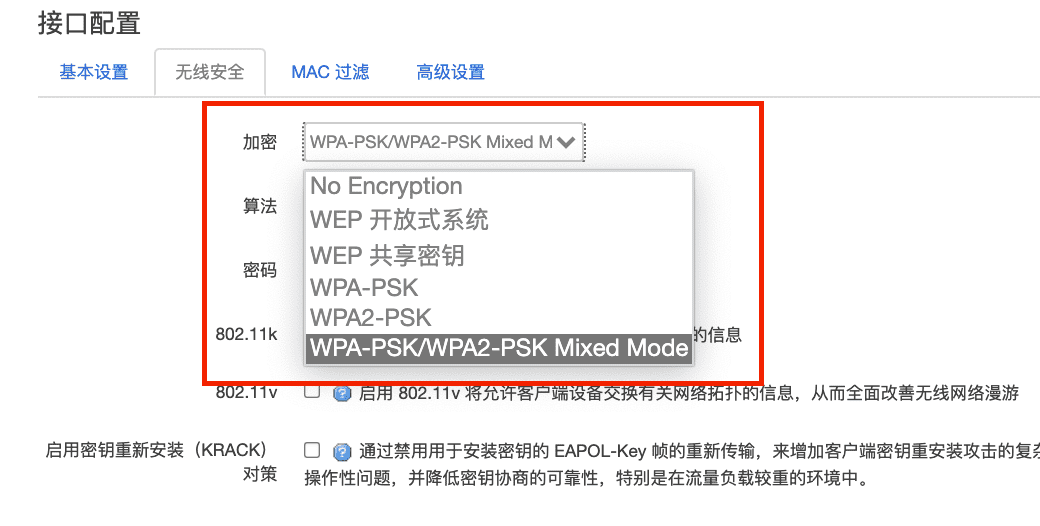 接口配置
基本设置 无线安全 MAC 过滤 高级设置
加密 WPA-PSK/WPA2-PSK Mixed M
No Encryption
算法 WEP 开放式系统
WEP 共享密钥
密码
WPA-PSK
WPA2-PSK
802.11k 的信息
WPA-PSK/WPA2-PSK Mixed Mode
802.11v 启用 802.11v 将允许客户端设备交换有关网络拓扑的信息，从而全面改善无线网络漫游
启用密钥重新安装（KRACK） 通过禁用用于安装密钥的 EAPOL-Key 帧的重新传输，来增加客户端密钥重安装攻击的复杂
对策 操作性问题，并降低密钥协商的可靠性，特别是在流量负载较重的环境中。